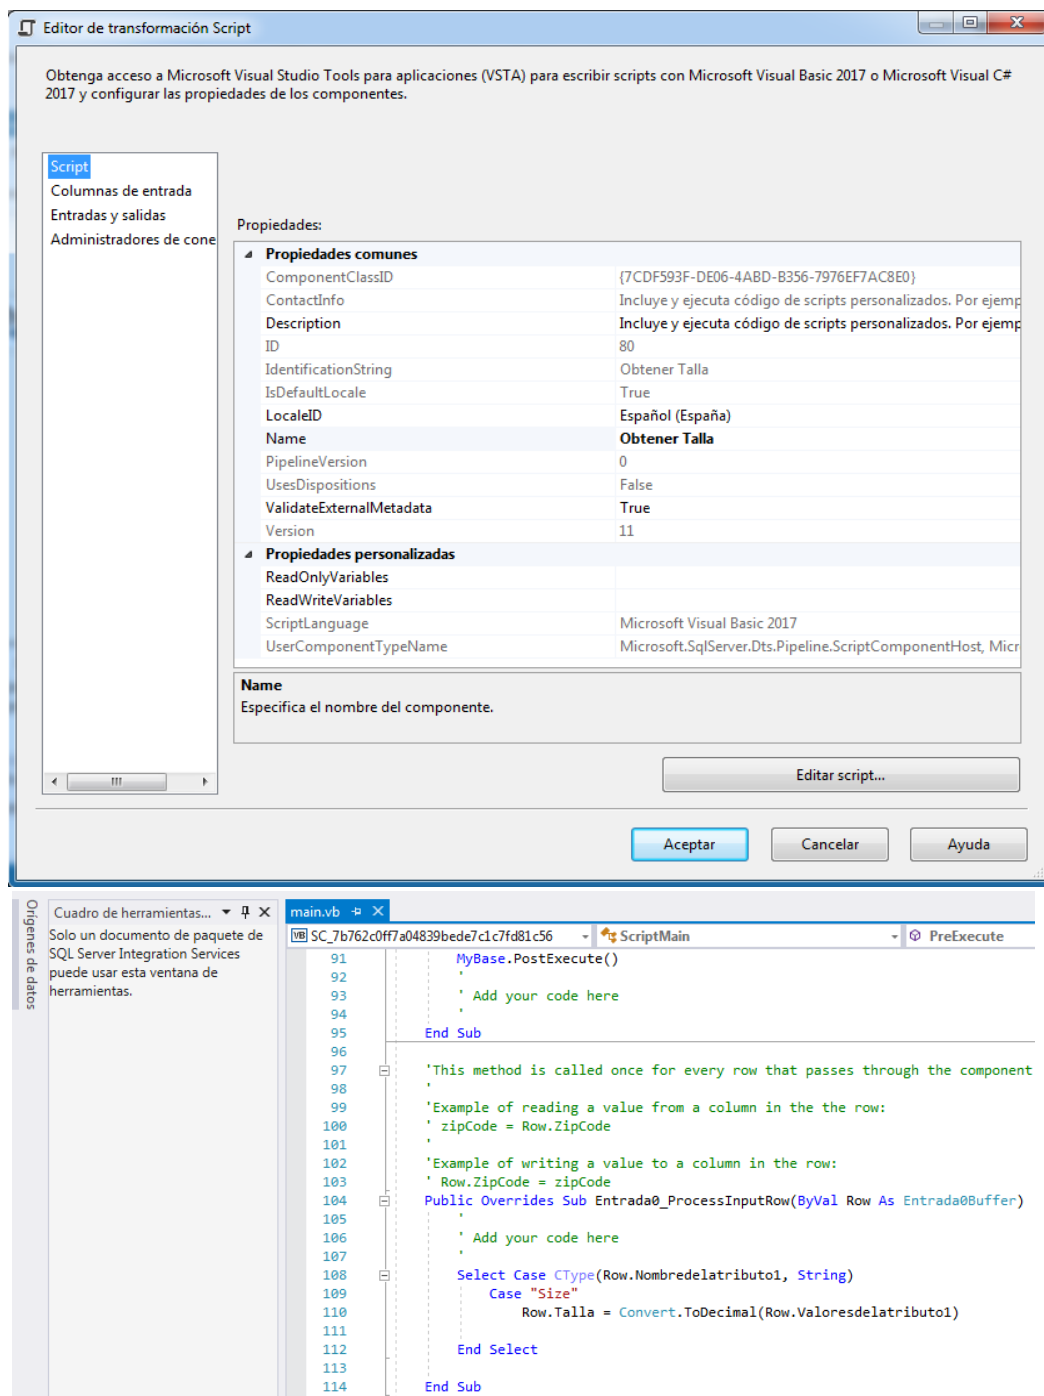 Editor de transformación Script
Obtenga acceso a Microsoft Visual Studio Tools para aplicaciones (VSTA) para escribir scripts con Microsoft Visual Basic 2017 o Microsoft Visual C#
2017 y configurar las propiedades de los componentes.
Script
Columnas de entrada
Entradas y salidas
Administradores de cone
Propiedades:
Propiedades comunes
ComponentClassID {7CDF593F-DE06-4ABD-B356-7976EF7AC8E0}
ContactInfo Incluye y ejecuta código de scripts personalizados. Por ejemp
Description Incluye y ejecuta código de scripts personalizados. Por ejemp
ID 80
IdentificationString Obtener Talla
IsDefaultLocale True
LocaleID Español (España)
Name Obtener Talla
PipelineVersion 0
UsesDispositions False
ValidateExternalMetadata True
Version 11
Propiedades personalizadas
ReadOnlyVariables
ReadWriteVariables
ScriptLanguage Microsoft Visual Basic 2017
UserComponentTypeName Microsoft.SqlServer.Dts.Pipeline.ScriptComponentHost, Micr
Name
Especifica el nombre del componente.
Editar script...
Aceptar Cancelar Ayuda
Orígenes de datos
Cuadro de herramientas...
Solo un documento de paquete de
SQL Server Integration Services
puede usar esta ventana de
herramientas.
main.vb
VB SC_7b762c0ff7a04839bede7c1c7fd81c56 ScriptMain PreExecute
91 MyBase.PostExecute()
92 '
93 ' Add your code here
94 '
95 End Sub
96
97 'This method is called once for every row that passes through the component
98 '
99 'Example of reading a value from a column in the the row:
100 ' zipCode = Row.ZipCode
101 '
102 'Example of writing a value to a column in the row:
103 ' Row.ZipCode = zipCode
104 Public Overrides Sub Entrada0_ProcessInputRow(ByVal Row As Entrada0Buffer)
105 '
106 ' Add your code here
107 '
108 Select Case CType(Row.Nombredelatributo1, String)
109 Case "Size"
110 Row.Talla = Convert.ToDecimal(Row.Valoresdelatributo1)
111
112 End Select
113
114 End Sub